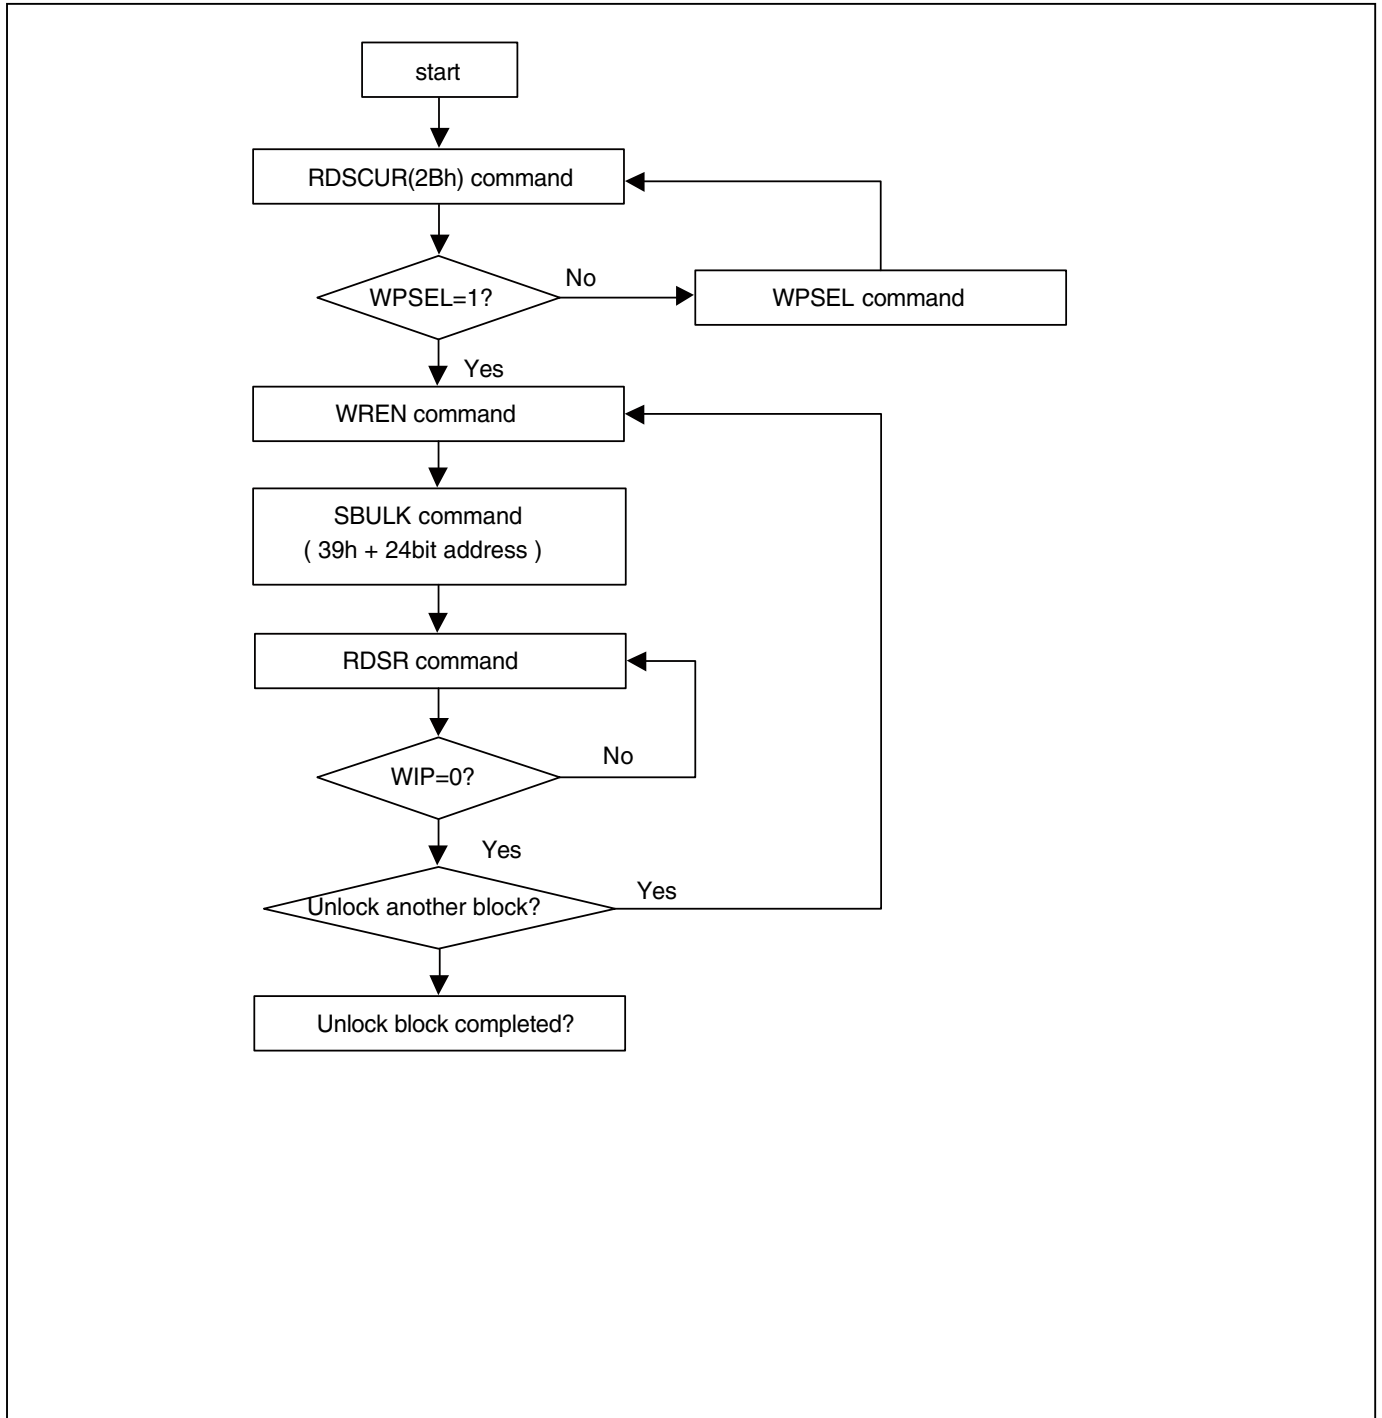 start
RDSCUR(2Bh) command
WPSEL=1?
No
WPSEL command
Yes
WREN command
SBULK command
( 39h + 24bit address )
RDSR command
WIP=0?
No
Yes
Unlock another block?
Yes
Unlock block completed?